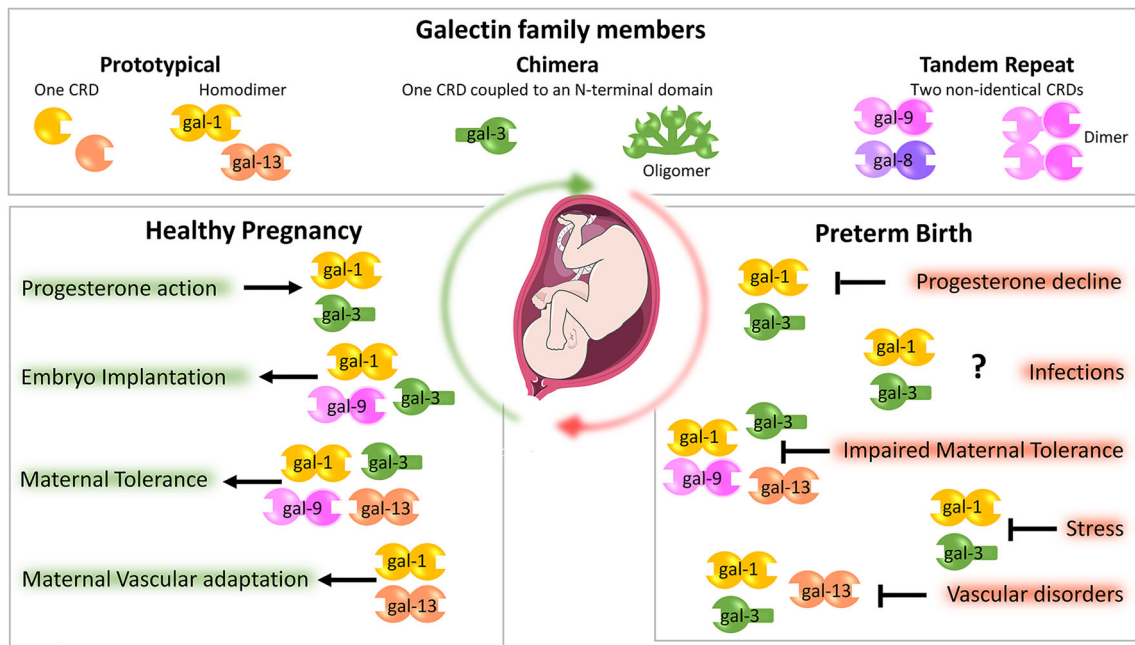 Galectin family members
Prototypical
One CRD
Homodimer
gal-1
gal-13
Chimera
One CRD coupled to an N-terminal domain
gal-3
Oligomer
Tandem Repeat
Two non-identical CRDs
gal-9
gal-8
Dimer
Healthy Pregnancy
Progesterone action
gal-1
gal-3
Embryo Implantation
gal-1
gal-9
gal-3
Maternal Tolerance
gal-1
gal-3
gal-9
gal-13
Maternal Vascular adaptation
gal-1
gal-13
Preterm Birth
gal-1
gal-3
Progesterone decline
gal-1
gal-3
?
Infections
gal-3
gal-1
gal-9
gal-13
Impaired Maternal Tolerance
gal-1
gal-3
Stress
gal-1
gal-13
gal-3
Vascular disorders